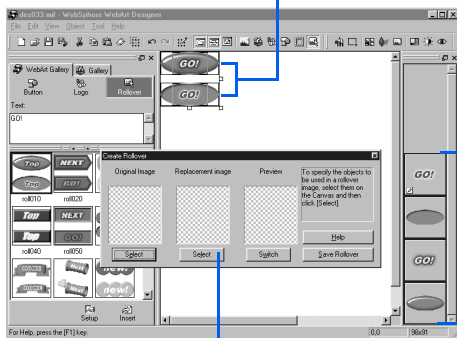 dez033.mif - WebSphere WebArt Designer
File Edit View Object Tool Help
WebArt Gallery Gallery
Button Logo Rollover
Text:
GO!
GO!
GO!
Top NEXT
Top GO!
roll010 roll020
Top NEXT
Top GO!
roll040 roll050
new!
Setup Insert
Create Rollover
Original Image Replacement image Preview
To specify the objects to
be used in a rollover
image, select them on
the Canvas and then
click [Select].
Help
Select Select Switch Save Rollover
GO!
GO!
For Help, press the [F1] key.
0,0 98x91